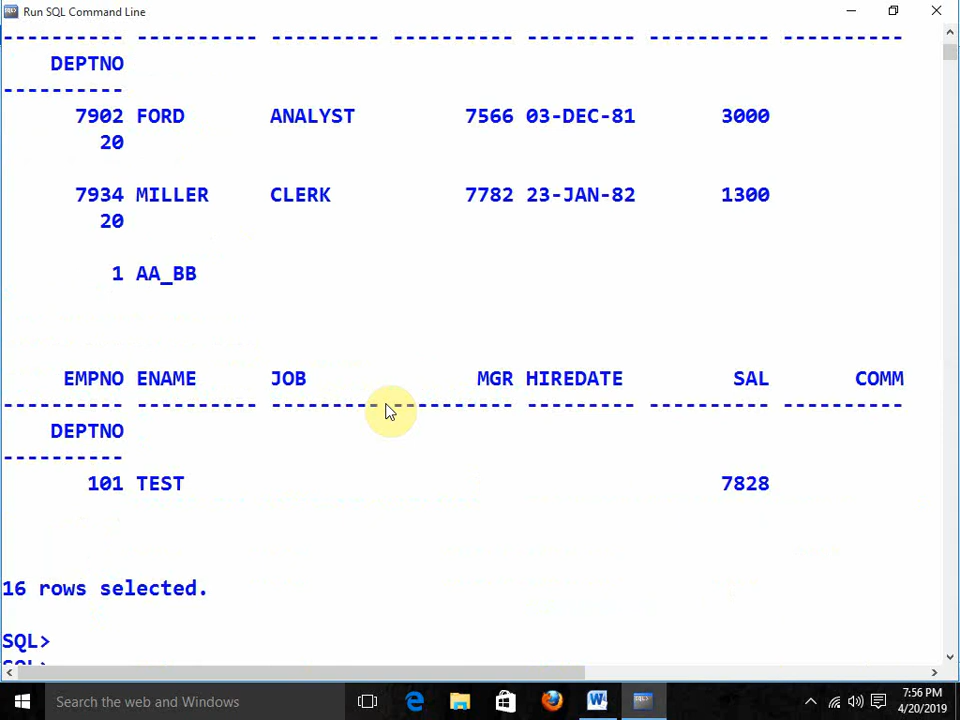 Run SQL Command Line
---------- ---------- --------- ---------- --------- ---------- ----------
DEPTNO
----------
7902 FORD ANALYST 7566 03-DEC-81 3000
20
7934 MILLER CLERK 7782 23-JAN-82 1300
20
1 AA_BB
EMPNO ENAME JOB MGR HIREDATE SAL COMM
---------- ---------- --------- ---------- --------- ---------- ----------
DEPTNO
----------
101 TEST 7828
16 rows selected.
SQL>
SQL>
Search the web and Windows
7:56 PM
4/20/2019